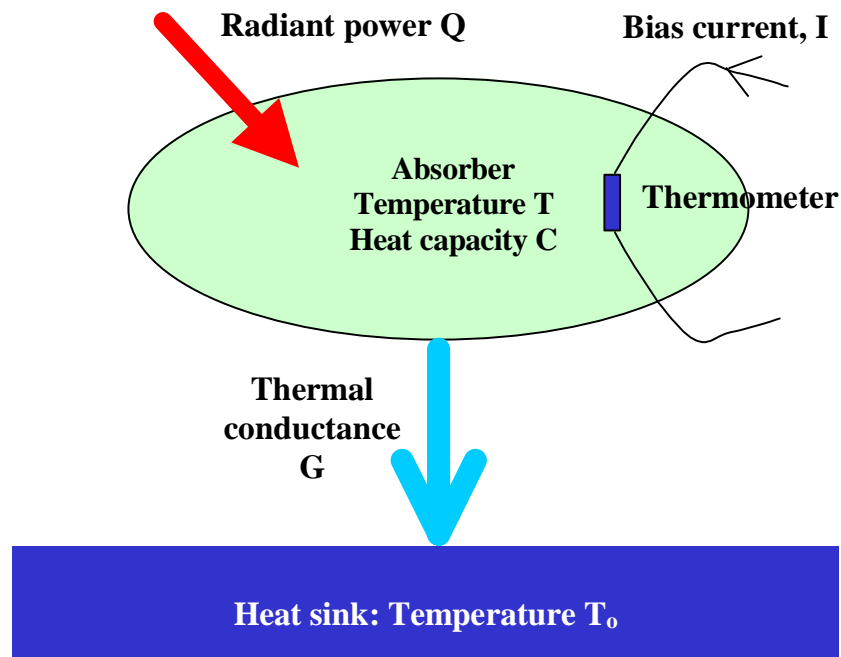 Radiant power Q
Bias current, I
Absorber
Temperature T
Heat capacity C
Thermometer
Thermal
conductance
G
Heat sink: Temperature Tₒ